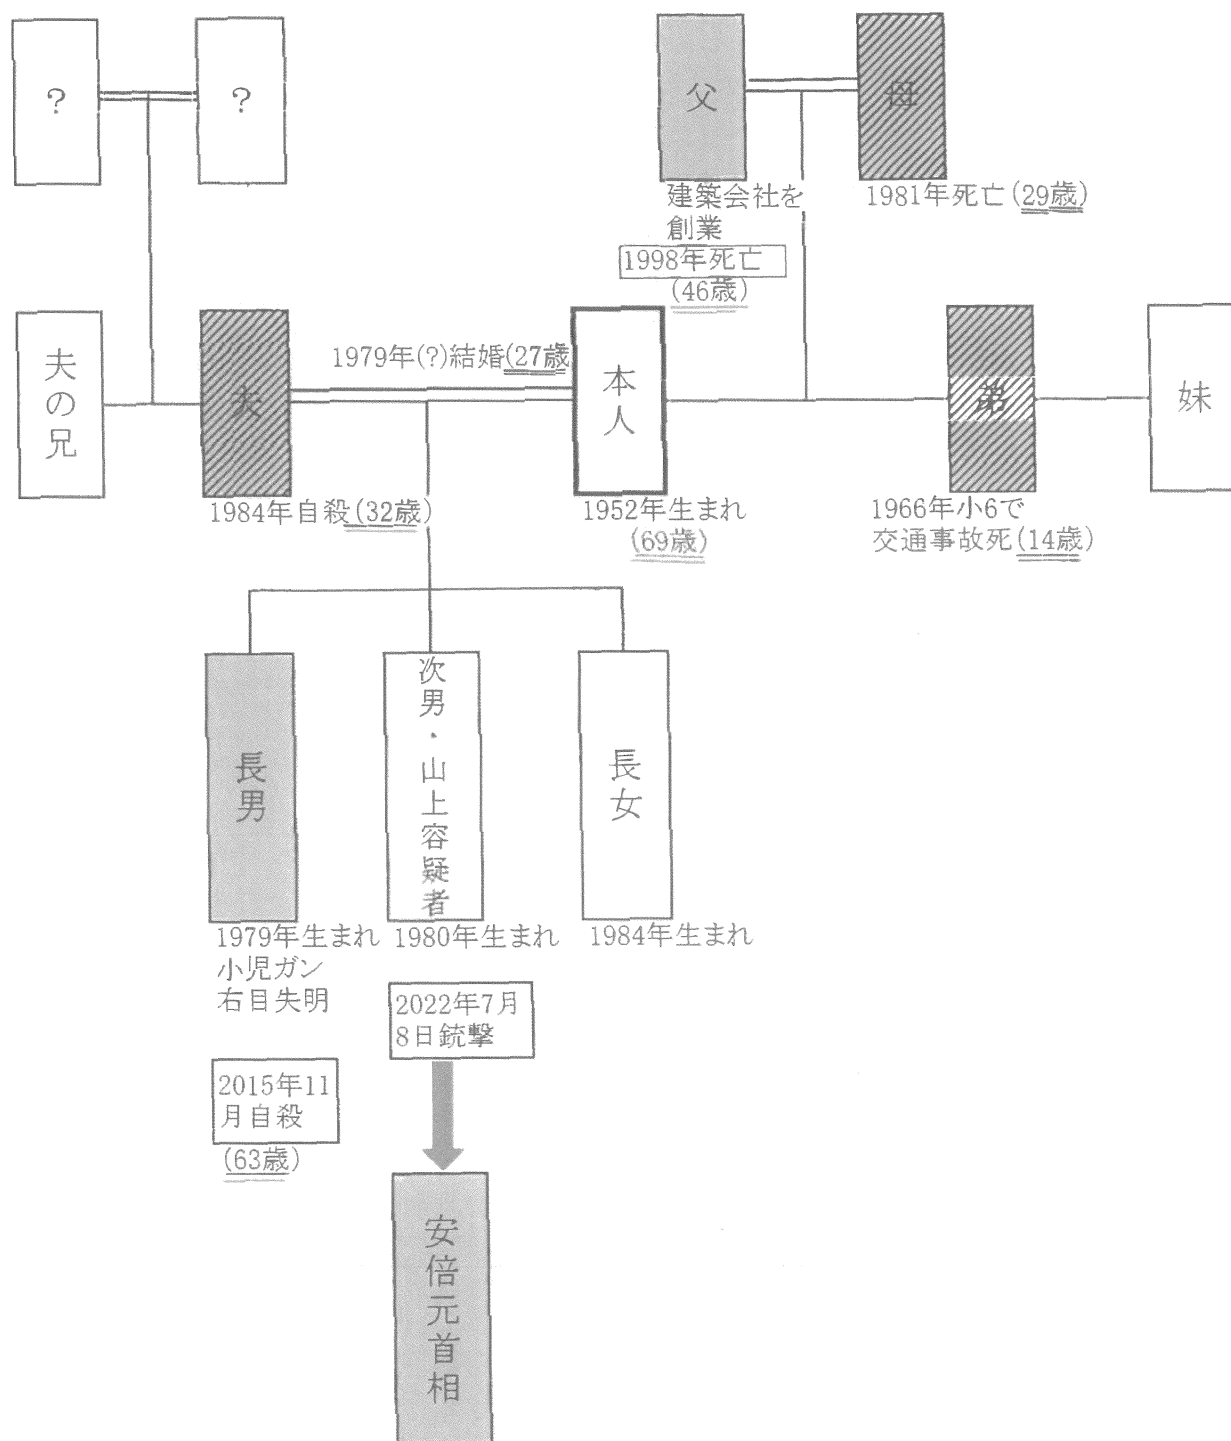 ?
?
父
母
建築会社を
創業
1998年死亡
(46歳)
1981年死亡(29歳)
夫の兄
夫
1979年(?)結婚(27歳
本人
弟
妹
1984年自殺(32歳)
1952年生まれ
(69歳)
1966年小6で
交通事故死(14歳)
長男
次男・山上容疑者
長女
1979年生まれ
小児ガン
右目失明
1980年生まれ
1984年生まれ
2022年7月
8日銃撃
2015年11
月自殺
(63歳)
安倍元首相